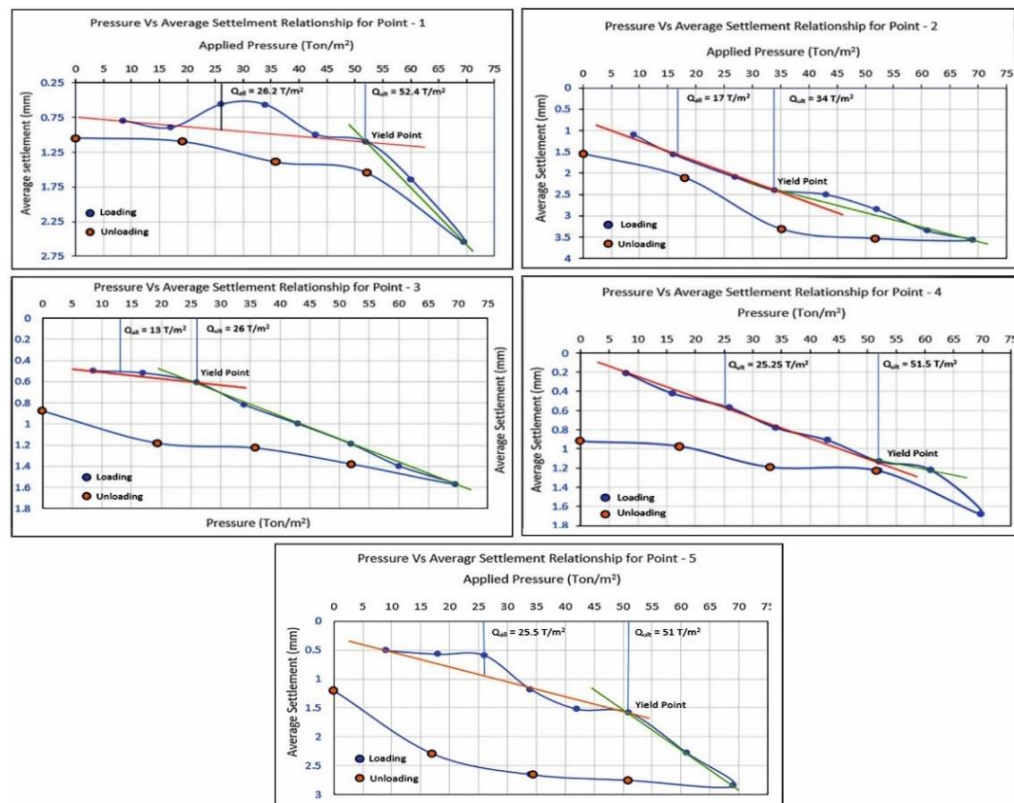 Pressure Vs Average Settelment Relationship for Point - 1
Applied Pressure (Ton/m²)
0 5 10 15 20 25 30 35 40 45 50 55 60 65 70 75
Qall = 26.2 T/m²
Qult = 52.4 T/m²
Yield Point
Average settlement (mm)
0.25
0.75
1.25
1.75
2.25
2.75
Loading
Unloading
Pressure Vs Average Settlement Relationship for Point - 2
Applied Pressure (Ton/m²)
0 5 10 15 20 25 30 35 40 45 50 55 60 65 70 75
Qall = 17 T/m²
Qult = 34 T/m²
Yield Point
Average settlement (mm)
0
0.5
1
1.5
2
2.5
3
3.5
4
Loading
Unloading
Pressure Vs Average Settlement Relationship for Point - 3
0 5 10 15 20 25 30 35 40 45 50 55 60 65 70 75
Qall = 13 T/m²
Qult = 26 T/m²
Yield Point
0
0.2
0.4
0.6
0.8
1
1.2
1.4
1.6
1.8
Average Settlement (mm)
Loading
Unloading
Pressure (Ton/m²)
Pressure Vs Average Settlement Relationship for Point - 4
Pressure (Ton/m²)
0 5 10 15 20 25 30 35 40 45 50 55 60 65 70 75
Qult = 25.25 T/m²
Qult = 51.5 T/m²
Yield Point
Average Settlement (mm)
0
0.2
0.4
0.6
0.8
1
1.2
1.4
1.6
1.8
Loading
Unloading
Pressure Vs Averagr Settlement Relationship for Point - 5
Applied Pressure (Ton/m²)
0 5 10 15 20 25 30 35 40 45 50 55 60 65 70 75
Qall = 25.5 T/m²
Qult = 51 T/m²
Yield Point
Average Settlement (mm)
0
0.5
1
1.5
2
2.5
3
Loading
Unloading